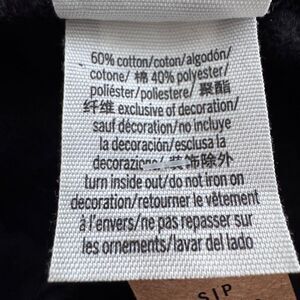 60% cotton/coton/algodón/
cotone/ 棉 40% polyester/
poliéster/poliestere/ 聚酯
纤维 exclusive of decoration/
sauf décoration/no incluye
la decoración/esclusa la
decorazione/ 装饰除外
turn inside out/do not iron on
decoration/retourner le vêtement
à l'envers/ne pas repasser sur
les ornements/lavar del lado
SIP